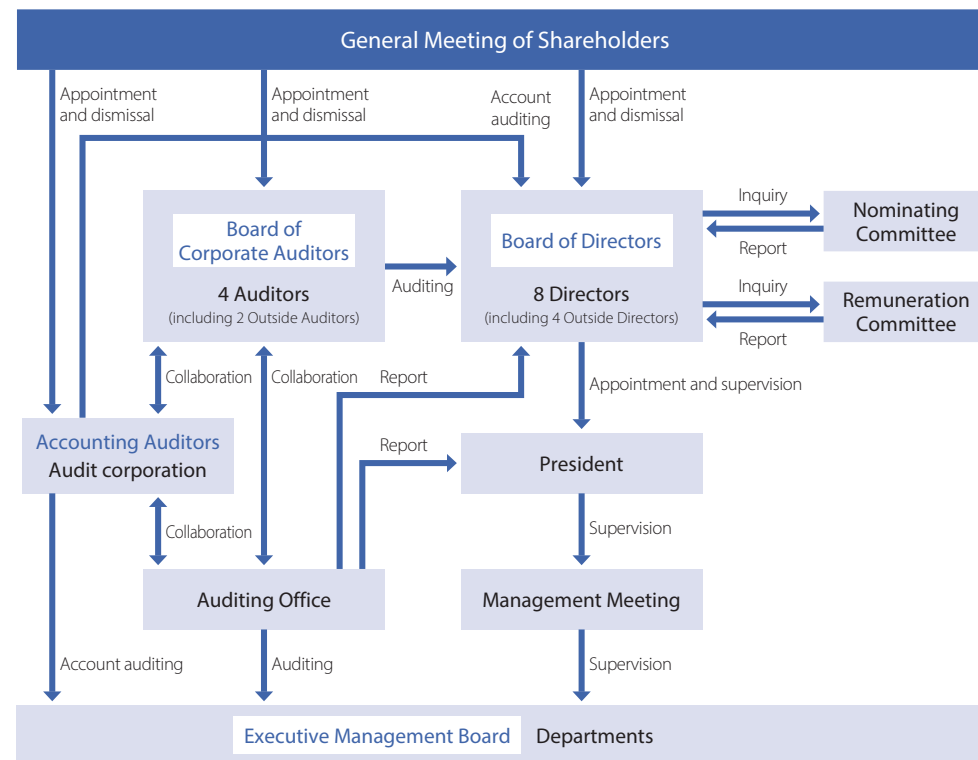 General Meeting of Shareholders
Appointment
and dismissal
Appointment
and dismissal
Account
auditing
Appointment
and dismissal
Board of
Corporate Auditors
4 Auditors
(including 2 Outside Auditors)
Auditing
Board of Directors
8 Directors
(including 4 Outside Directors)
Inquiry
Report
Nominating
Committee
Inquiry
Report
Remuneration
Committee
Collaboration
Collaboration
Report
Appointment and supervision
Accounting Auditors
Audit corporation
Report
President
Collaboration
Supervision
Auditing Office
Management Meeting
Account auditing
Auditing
Supervision
Executive Management Board
Departments